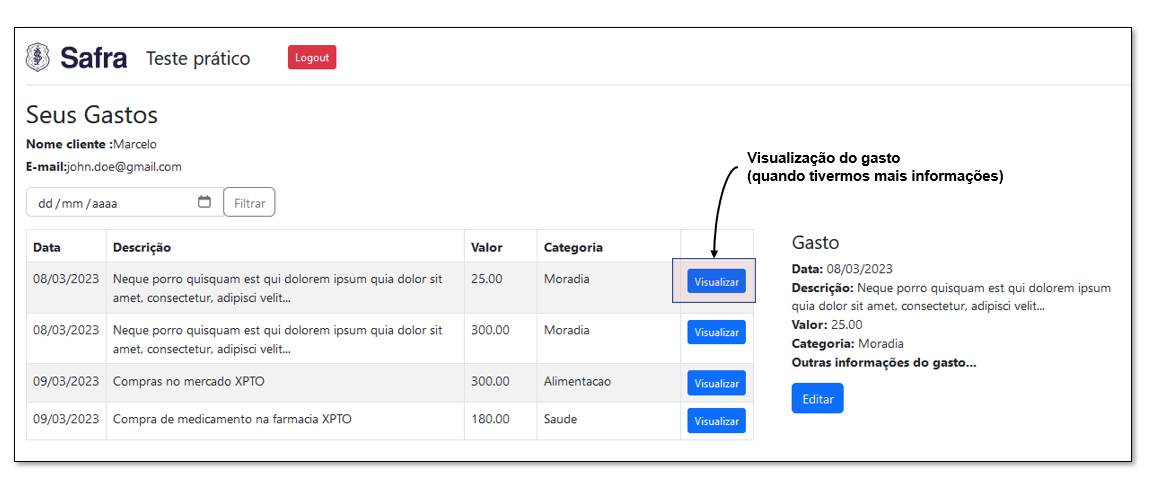 Safra Teste prático Logout
Seus Gastos
Nome cliente :Marcelo
E-mail:john.doe@gmail.com
Visualização do gasto
(quando tivermos mais informações)
dd/mm/aaaa Filtrar
Data Descrição Valor Categoria
08/03/2023 Neque porro quisquam est qui dolorem ipsum quia dolor sit 25.00 Moradia Visualizar
amet, consectetur, adipisci velit...
08/03/2023 Neque porro quisquam est qui dolorem ipsum quia dolor sit 300.00 Moradia Visualizar
amet, consectetur, adipisci velit...
09/03/2023 Compras no mercado XPTO 300.00 Alimentacao Visualizar
09/03/2023 Compra de medicamento na farmacia XPTO 180.00 Saude Visualizar
Gasto
Data: 08/03/2023
Descrição: Neque porro quisquam est qui dolorem ipsum
quia dolor sit amet, consectetur, adipisci velit...
Valor: 25.00
Categoria: Moradia
Outras informações do gasto...
Editar